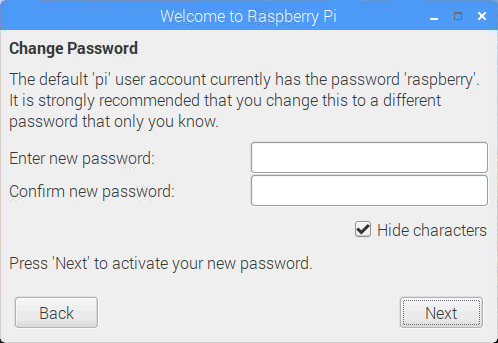 Welcome to Raspberry Pi
Change Password
The default 'pi' user account currently has the password 'raspberry'.
It is strongly recommended that you change this to a different
password that only you know.
Enter new password:
Confirm new password:
Hide characters
Press 'Next' to activate your new password.
Back
Next